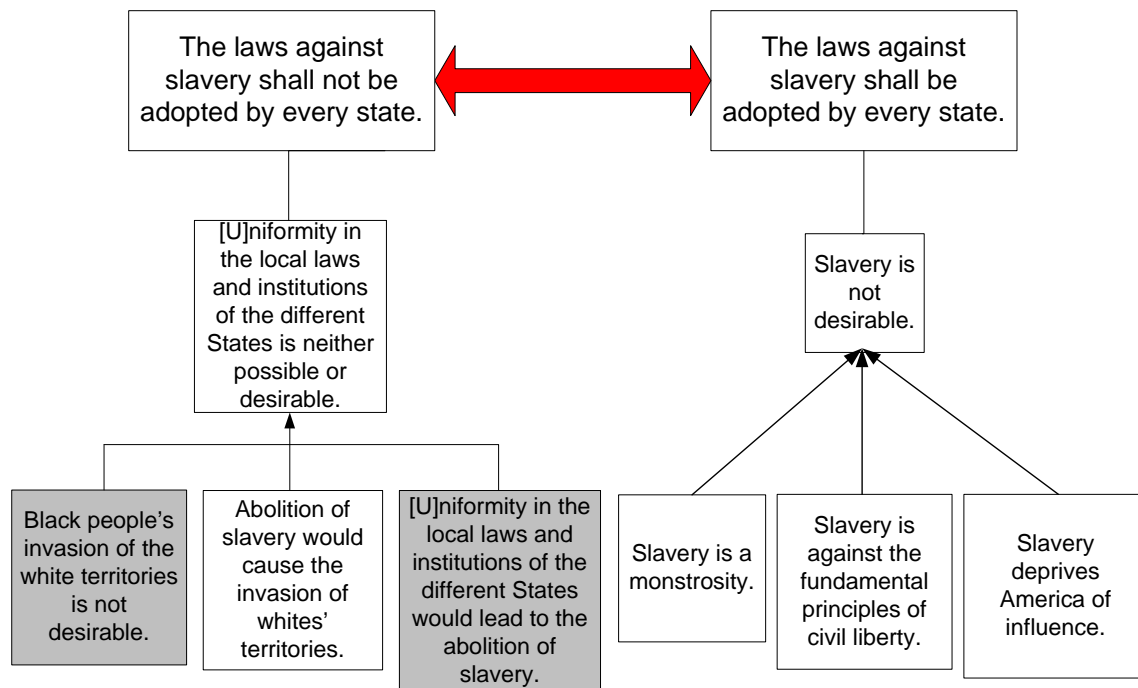 The laws against
slavery shall not be
adopted by every state.
The laws against
slavery shall be
adopted by every state.
[U]niformity in
the local laws
and institutions
of the different
States is neither
possible or
desirable.
Slavery is
not
desirable.
Black people's
invasion of the
white territories
is not
desirable.
Abolition of
slavery would
cause the
invasion of
whites'
territories.
[U]niformity in the
local laws and
institutions of the
different States
would lead to the
abolition of
slavery.
Slavery is a
monstrosity.
Slavery is
against the
fundamental
principles of
civil liberty.
Slavery
deprives
America of
influence.